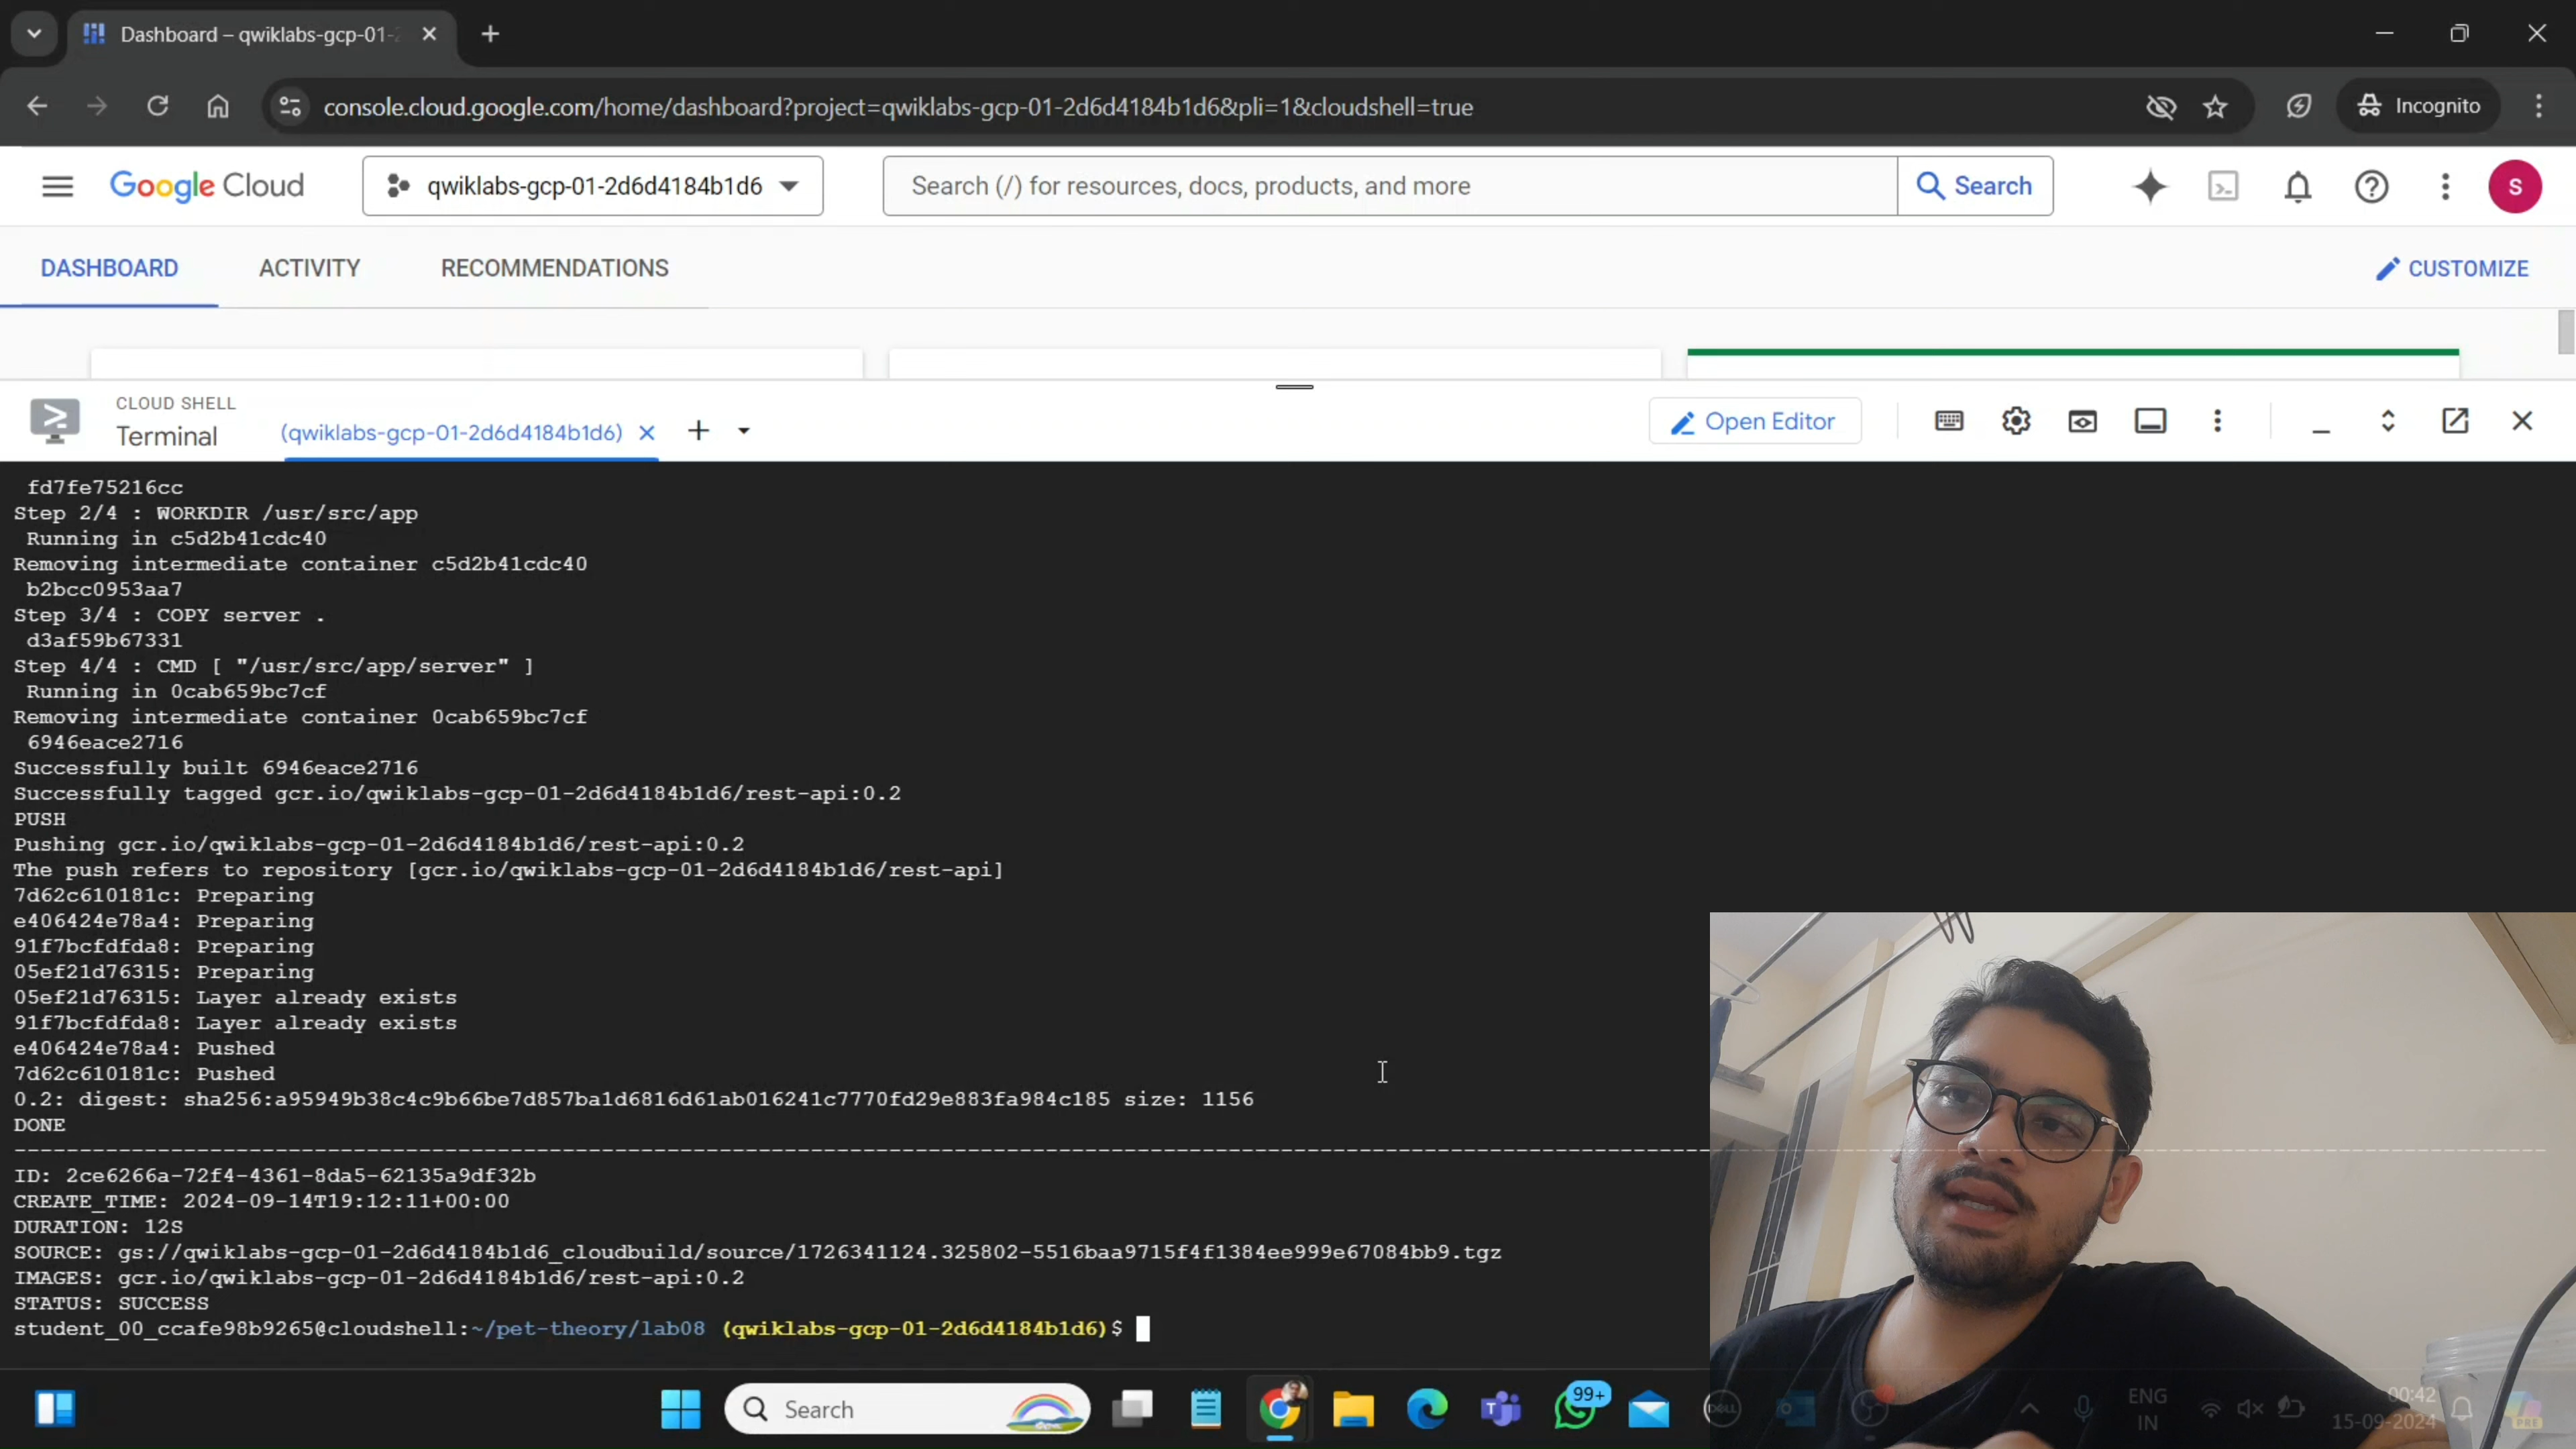 Dashboard – qwiklabs-gcp-01-2
console.cloud.google.com/home/dashboard?project=qwiklabs-gcp-01-2d6d4184b1d6&pli=1&cloudshell=true
Incognito
Google Cloud
qwiklabs-gcp-01-2d6d4184b1d6
Search (/) for resources, docs, products, and more
Search
S
DASHBOARD
ACTIVITY
RECOMMENDATIONS
CUSTOMIZE
CLOUD SHELL
Terminal
(qwiklabs-gcp-01-2d6d4184b1d6)
Open Editor
fd7fe75216cc
Step 2/4 : WORKDIR /usr/src/app
Running in c5d2b41cdc40
Removing intermediate container c5d2b41cdc40
b2bcc0953aa7
Step 3/4 : COPY server .
d3af59b67331
Step 4/4 : CMD [ "/usr/src/app/server" ]
Running in 0cab659bc7cf
Removing intermediate container 0cab659bc7cf
6946eace2716
Successfully built 6946eace2716
Successfully tagged gcr.io/qwiklabs-gcp-01-2d6d4184b1d6/rest-api:0.2
PUSH
Pushing gcr.io/qwiklabs-gcp-01-2d6d4184b1d6/rest-api:0.2
The push refers to repository [gcr.io/qwiklabs-gcp-01-2d6d4184b1d6/rest-api]
7d62c610181c: Preparing
e406424e78a4: Preparing
91f7bcfdfda8: Preparing
05ef21d76315: Preparing
05ef21d76315: Layer already exists
91f7bcfdfda8: Layer already exists
e406424e78a4: Pushed
7d62c610181c: Pushed
0.2: digest: sha256:a95949b38c4c9b66be7d857ba1d6816d61ab016241c7770fd29e883fa984c185 size: 1156
DONE
ID: 2ce6266a-72f4-4361-8da5-62135a9df32b
CREATE_TIME: 2024-09-14T19:12:11+00:00
DURATION: 12S
SOURCE: gs://qwiklabs-gcp-01-2d6d4184b1d6_cloudbuild/source/1726341124.325802-5516baa9715f4f1384ee999e67084bb9.tgz
IMAGES: gcr.io/qwiklabs-gcp-01-2d6d4184b1d6/rest-api:0.2
STATUS: SUCCESS
student_00_ccafe98b9265@cloudshell:~/pet-theory/lab08 (qwiklabs-gcp-01-2d6d4184b1d6)$
Search
99+
DELL
ENG
IN
00:42
15-09-2024
PRE